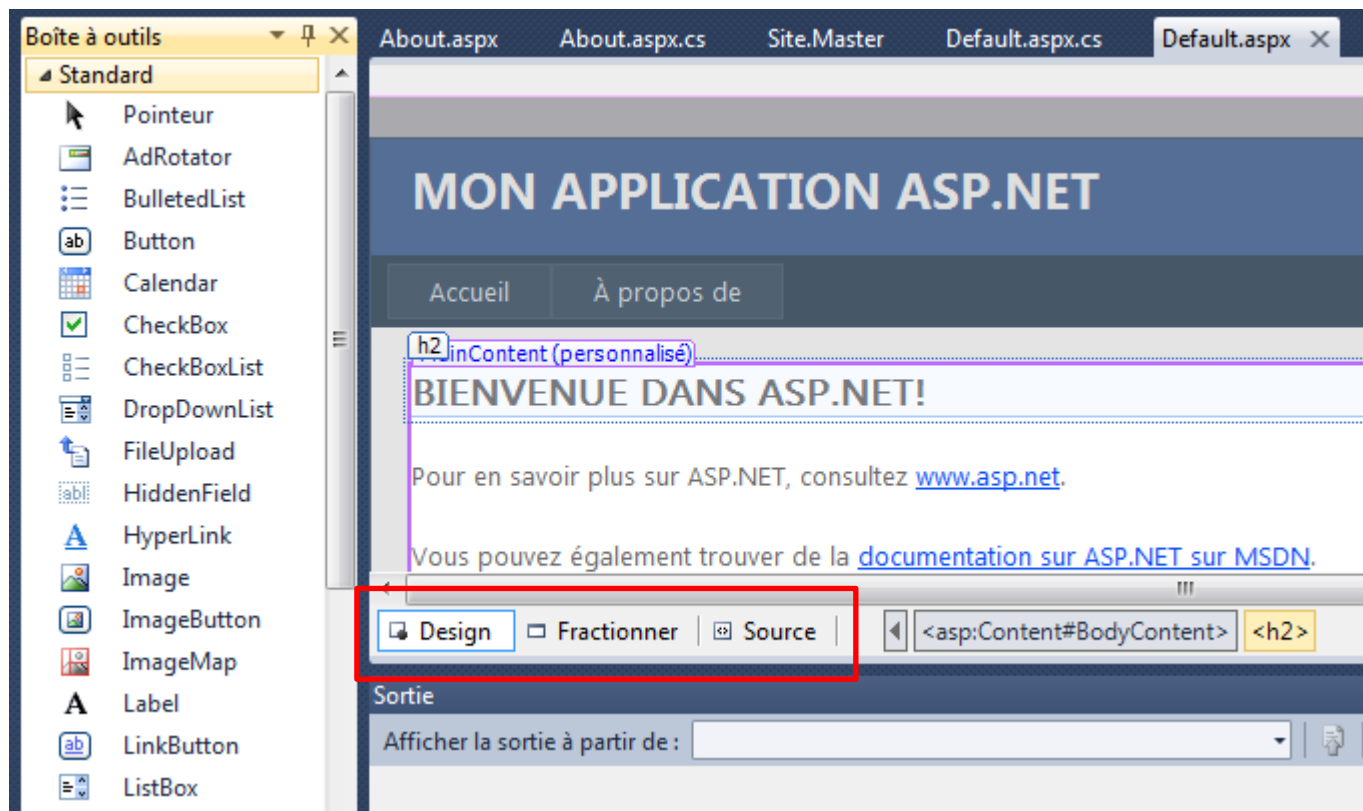 Boîte à outils
Standard
Pointeur
AdRotator
BulletedList
Button
Calendar
CheckBox
CheckBoxList
DropDownList
FileUpload
HiddenField
HyperLink
Image
ImageButton
ImageMap
Label
LinkButton
ListBox
About.aspx About.aspx.cs Site.Master Default.aspx.cs Default.aspx
MON APPLICATION ASP.NET
Accueil À propos de
h2 inContent (personnalisé)
BIENVENUE DANS ASP.NET!
Pour en savoir plus sur ASP.NET, consultez www.asp.net.
Vous pouvez également trouver de la documentation sur ASP.NET sur MSDN.
Design Fractionner Source <asp:Content#BodyContent> <h2>
Sortie
Afficher la sortie à partir de :